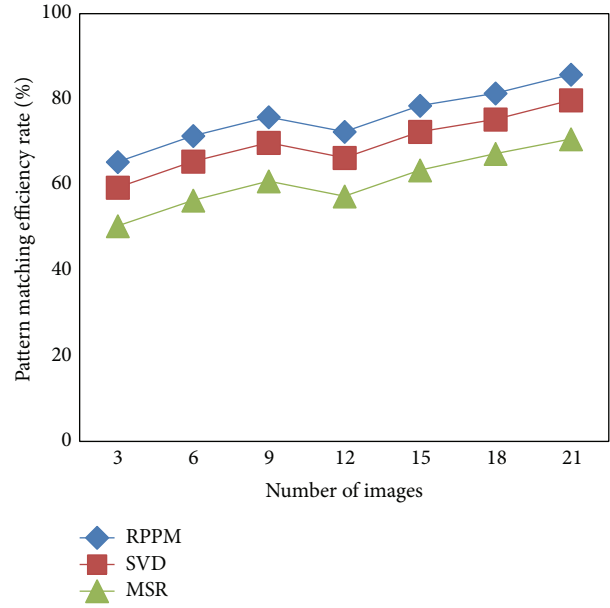 Pattern matching efficiency rate (%)
100
80
60
40
20
0
3 6 9 12 15 18 21
Number of images
RPPM
SVD
MSR